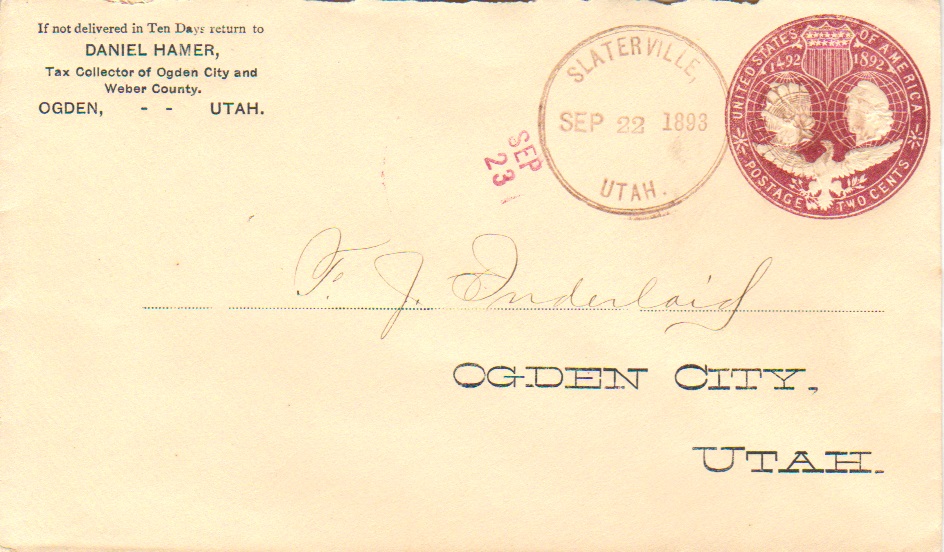 If not delivered in Ten Days return to
DANIEL HAMER,
Tax Collector of Ogden City and
Weber County.
OGDEN, - - UTAH.
SLATERVILLE,
SEP 22 1893
UTAH.
SEP
23
UNITED STATES OF AMERICA
1492 1892
POSTAGE TWO CENTS
F. J.
OGDEN CITY,
UTAH.